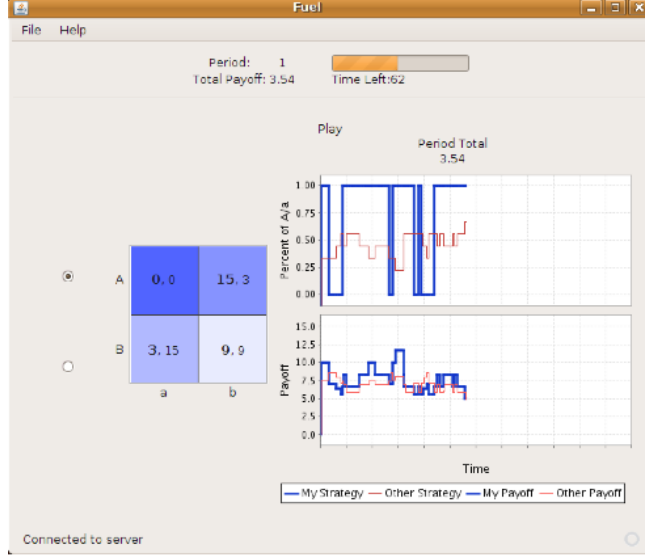 Fuel
File Help
Period: 1
Total Payoff: 3.54 Time Left:62
Play
Period Total
3.54
Percent of A/a
1.00
0.75
0.50
0.25
0.00
A 0.0 15.3
B 3.15 9.9
a b
Payoff
15.0
12.5
10.0
7.5
5.0
2.5
0.0
Time
My Strategy Other Strategy My Payoff Other Payoff
Connected to server